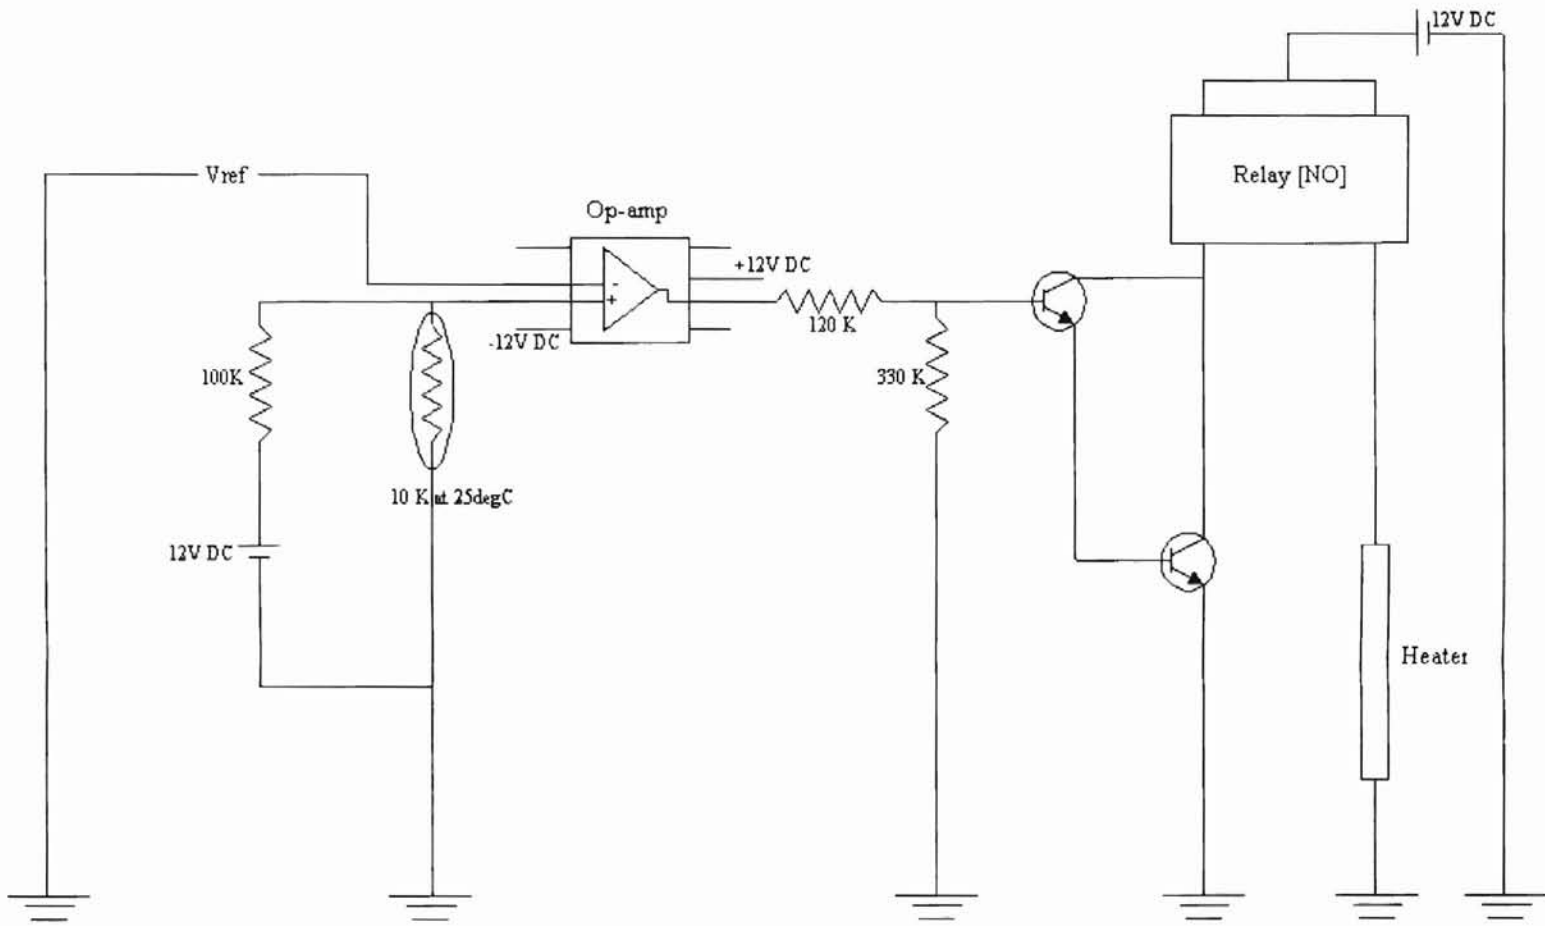 12V DC
Vref
Relay [NO]
Op-amp
+12V DC
-
+
-12V DC
120 K
100K
330 K
10 K at 25degC
12V DC
Heater